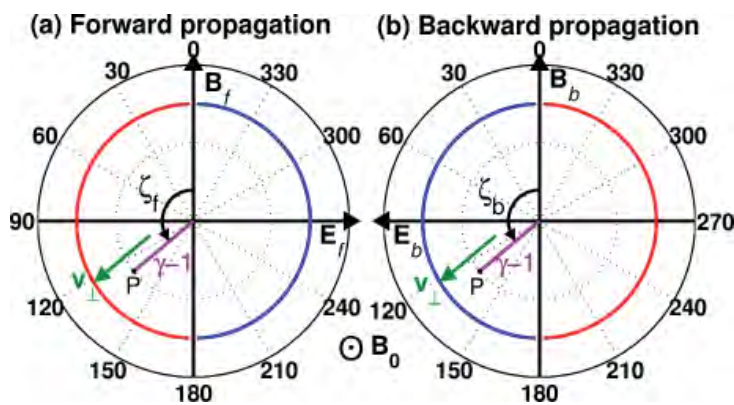 (a) Forward propagation
(b) Backward propagation
0
30
330
B_f
60
300
ζ_f
90
E_f
γ−1
P
v_⊥
120
240
150
210
180
B_0
0
30
330
B_b
60
300
ζ_b
270
E_b
γ−1
P
v_⊥
120
240
150
210
180